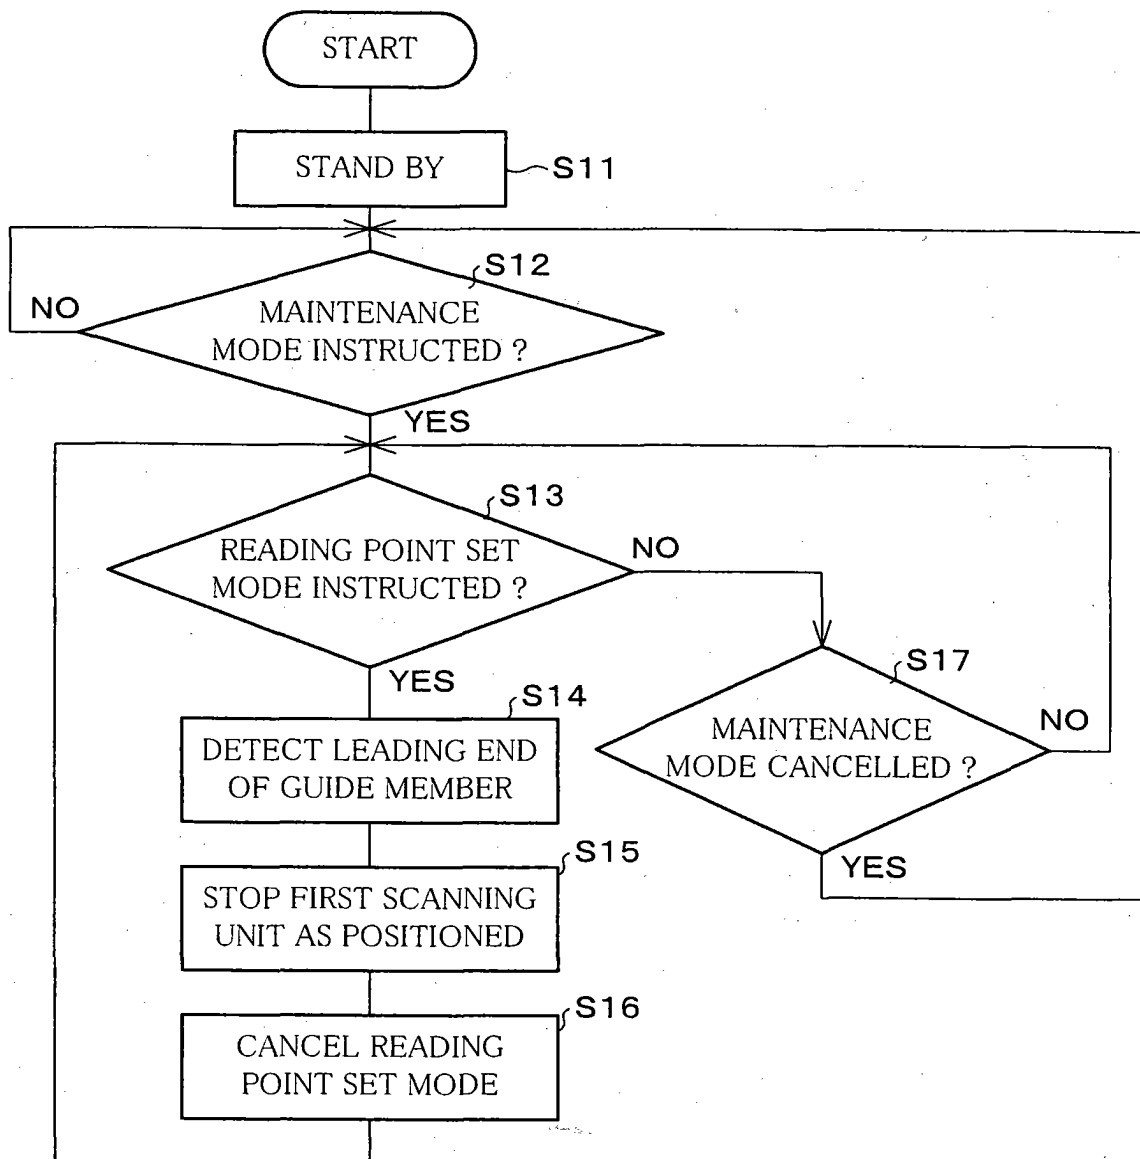 START
STAND BY
S11
S12
NO
MAINTENANCE
MODE INSTRUCTED ?
YES
S13
READING POINT SET
MODE INSTRUCTED ?
NO
YES
S17
MAINTENANCE
MODE CANCELLED ?
NO
YES
S14
DETECT LEADING END
OF GUIDE MEMBER
S15
STOP FIRST SCANNING
UNIT AS POSITIONED
S16
CANCEL READING
POINT SET MODE